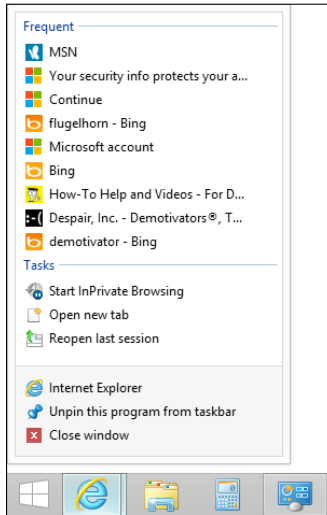 Frequent
MSN
Your security info protects your a...
Continue
flugelhorn - Bing
Microsoft account
Bing
How-To Help and Videos - For D...
Despair, Inc. - Demotivators®, T...
demotivator - Bing
Tasks
Start InPrivate Browsing
Open new tab
Reopen last session
Internet Explorer
Unpin this program from taskbar
Close window